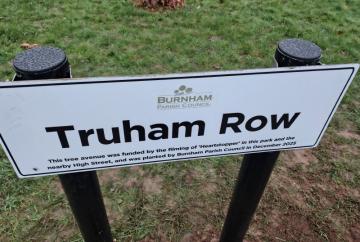 BURNHAM
PARISH COUNCIL
Truham Row
This tree avenue was funded by the filming of 'Heartstopper' in this park and the
nearby High Street, and was planted by Burnham Parish Council in December 2023